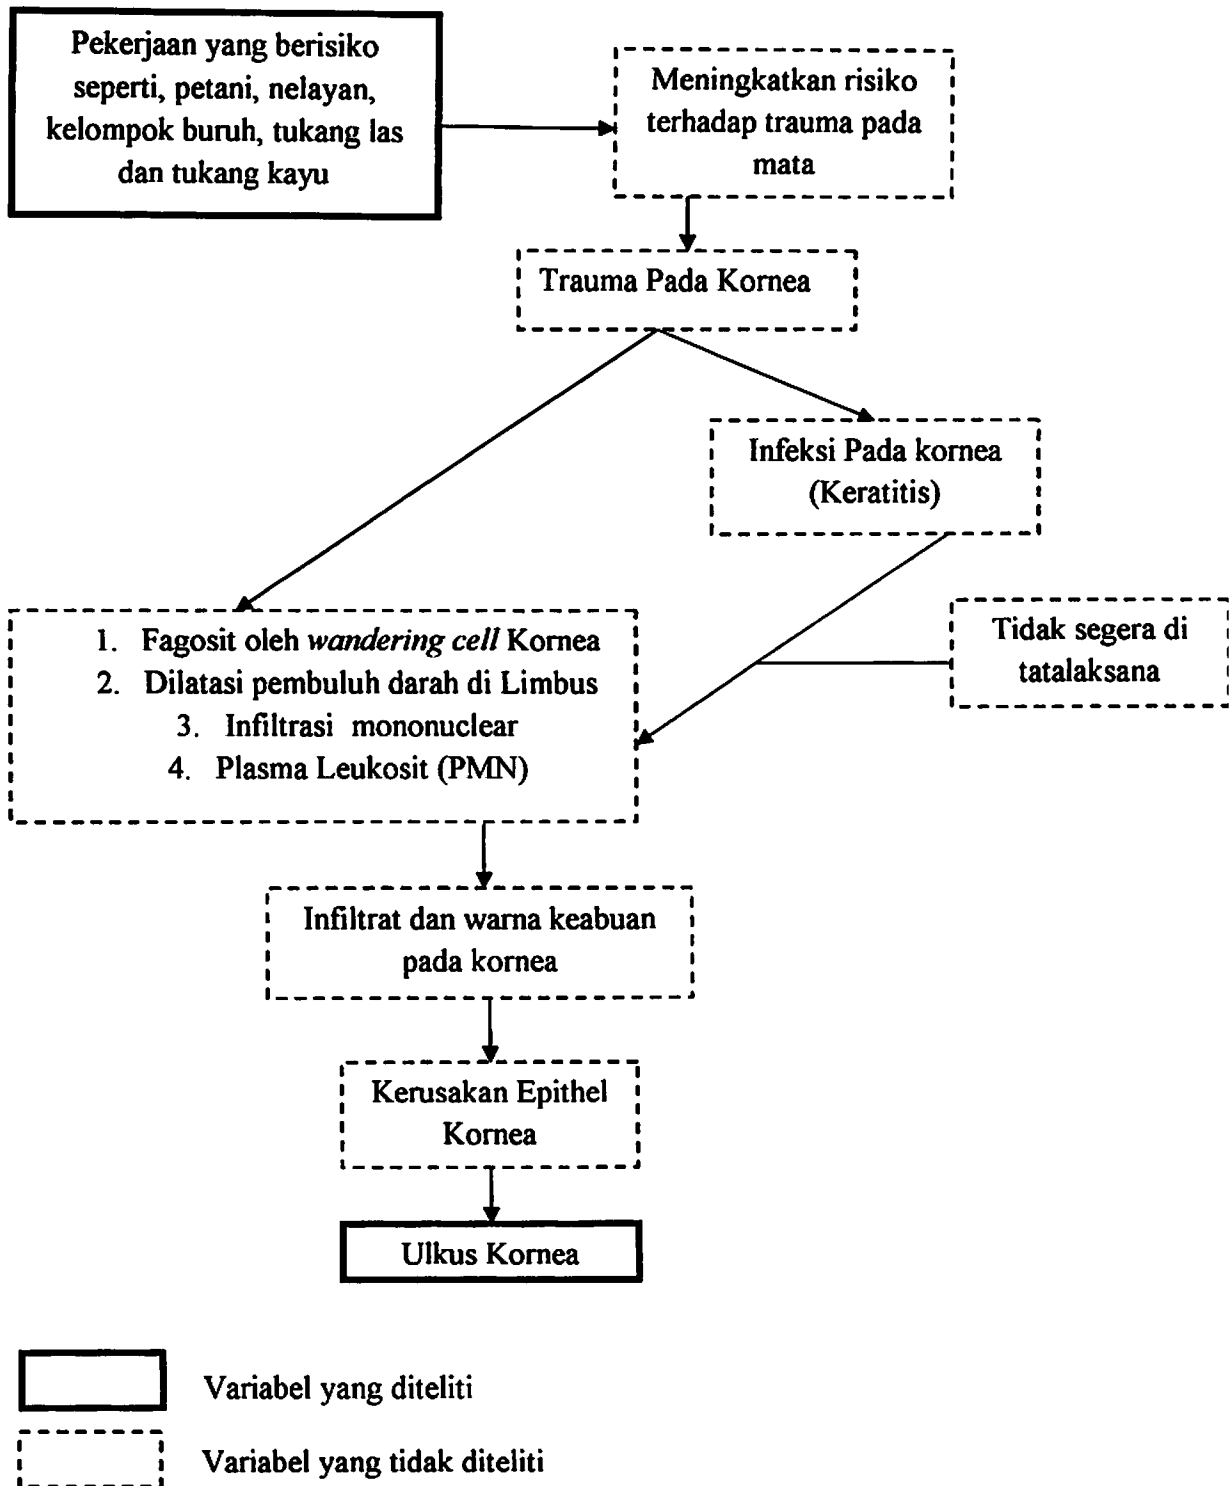 Pekerjaan yang berisiko
seperti, petani, nelayan,
kelompok buruh, tukang las
dan tukang kayu
Meningkatkan risiko
terhadap trauma pada
mata
Trauma Pada Kornea
Infeksi Pada kornea
(Keratitis)
Tidak segera di
tatalaksana
1. Fagosit oleh wandering cell Kornea
2. Dilatasi pembuluh darah di Limbus
3. Infiltrasi mononuclear
4. Plasma Leukosit (PMN)
Infiltrat dan warna keabuan
pada kornea
Kerusakan Epithel
Kornea
Ulkus Kornea
Variabel yang diteliti
Variabel yang tidak diteliti